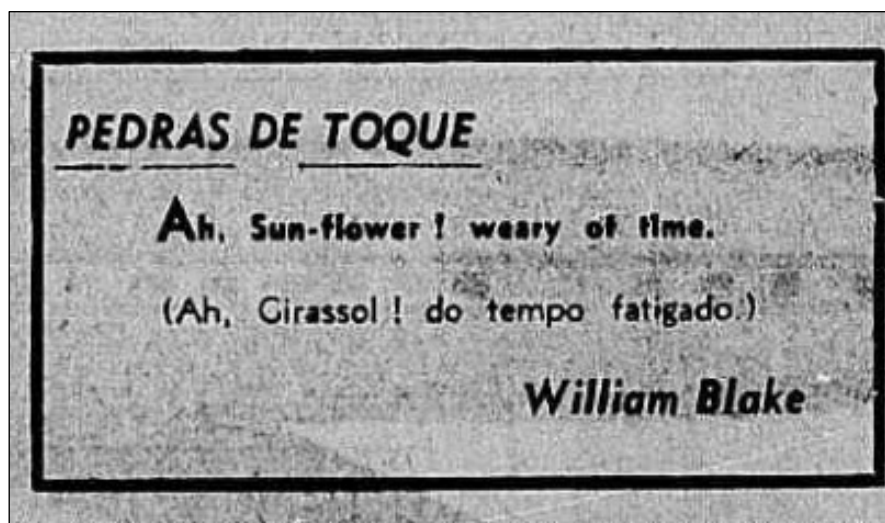 PEDRAS DE TOQUE
Ah, Sun-flower ! weary of time.
(Ah, Girassol ! do tempo fatigado.)
William Blake